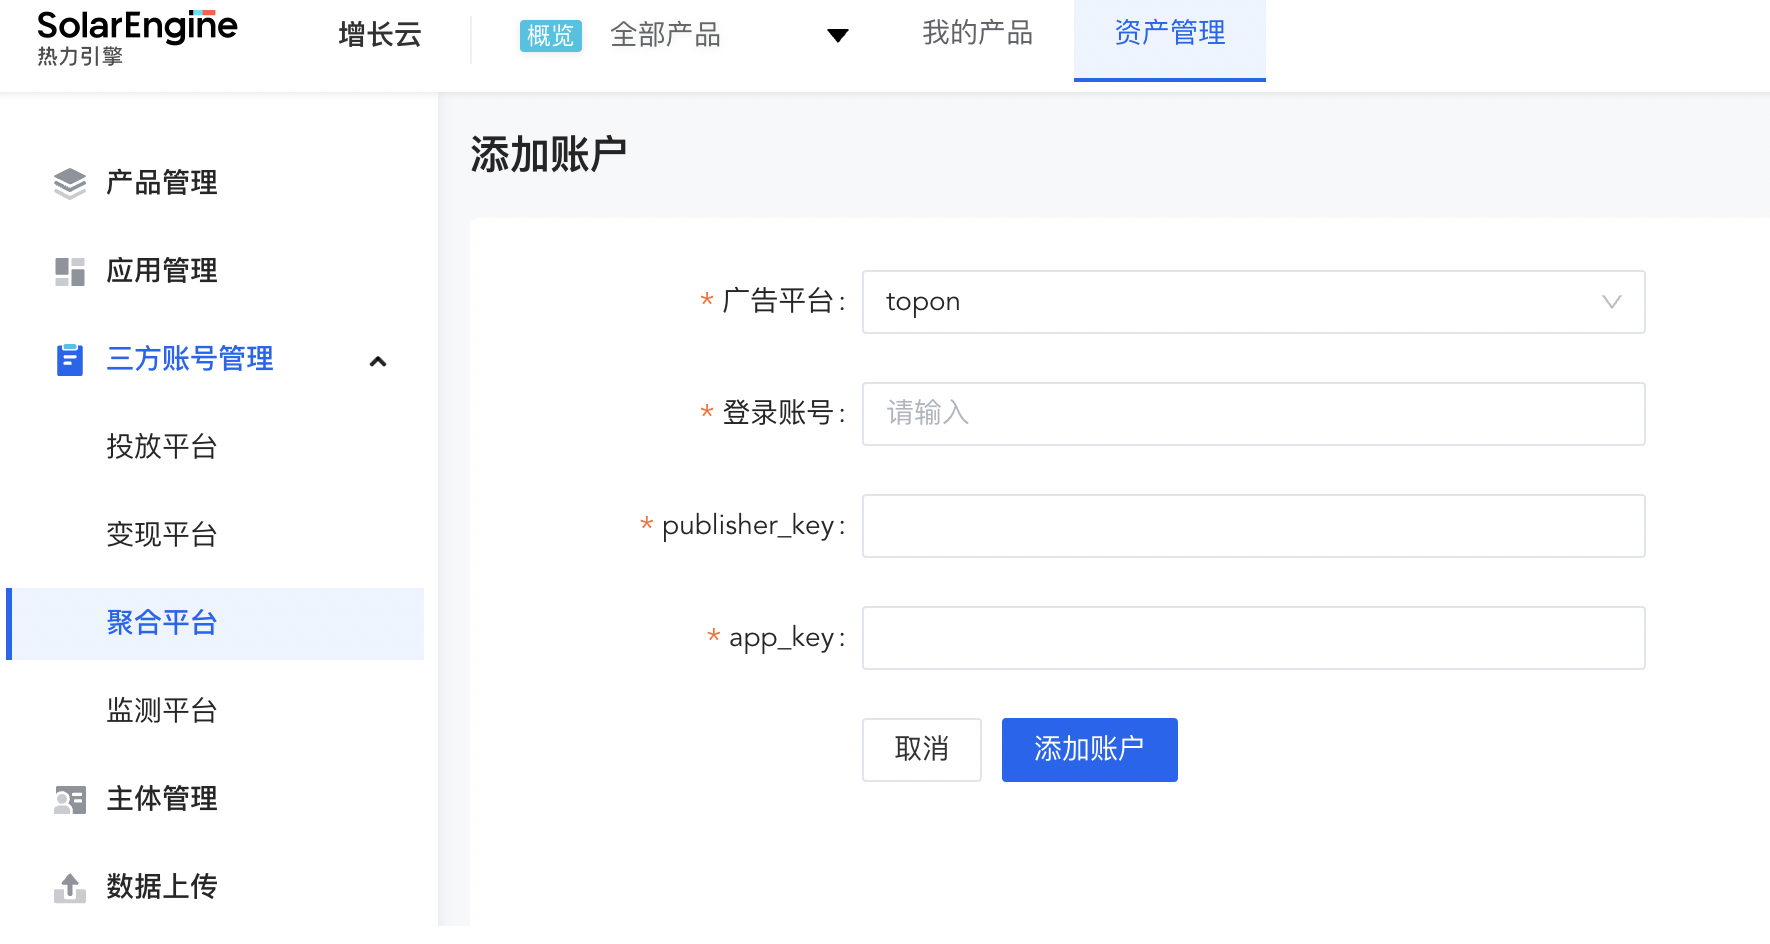 SolarEngine
热力引擎
增长云
概览 全部产品
我的产品
资产管理
产品管理
应用管理
三方账号管理
投放平台
变现平台
聚合平台
监测平台
主体管理
数据上传
添加账户
* 广告平台: topon
* 登录账号: 请输入
* publisher_key:
* app_key:
取消 添加账户